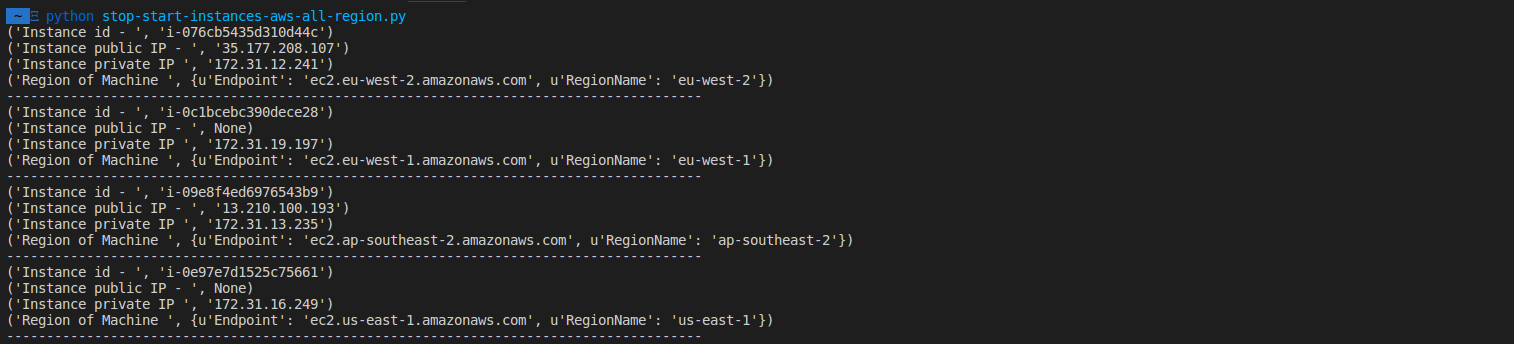 ~ python stop-start-instances-aws-all-region.py
('Instance id - ', 'i-076cb5435d310d44c')
('Instance public IP - ', '35.177.208.107')
('Instance private IP ', '172.31.12.241')
('Region of Machine ', {u'Endpoint': 'ec2.eu-west-2.amazonaws.com', u'RegionName': 'eu-west-2'})
---------------------------------------------------------------------------------------
('Instance id - ', 'i-0c1bcebc390dece28')
('Instance public IP - ', None)
('Instance private IP ', '172.31.19.197')
('Region of Machine ', {u'Endpoint': 'ec2.eu-west-1.amazonaws.com', u'RegionName': 'eu-west-1'})
---------------------------------------------------------------------------------------
('Instance id - ', 'i-09e8f4ed6976543b9')
('Instance public IP - ', '13.210.100.193')
('Instance private IP ', '172.31.13.235')
('Region of Machine ', {u'Endpoint': 'ec2.ap-southeast-2.amazonaws.com', u'RegionName': 'ap-southeast-2'})
---------------------------------------------------------------------------------------
('Instance id - ', 'i-0e97e7d1525c75661')
('Instance public IP - ', None)
('Instance private IP ', '172.31.16.249')
('Region of Machine ', {u'Endpoint': 'ec2.us-east-1.amazonaws.com', u'RegionName': 'us-east-1'})
---------------------------------------------------------------------------------------